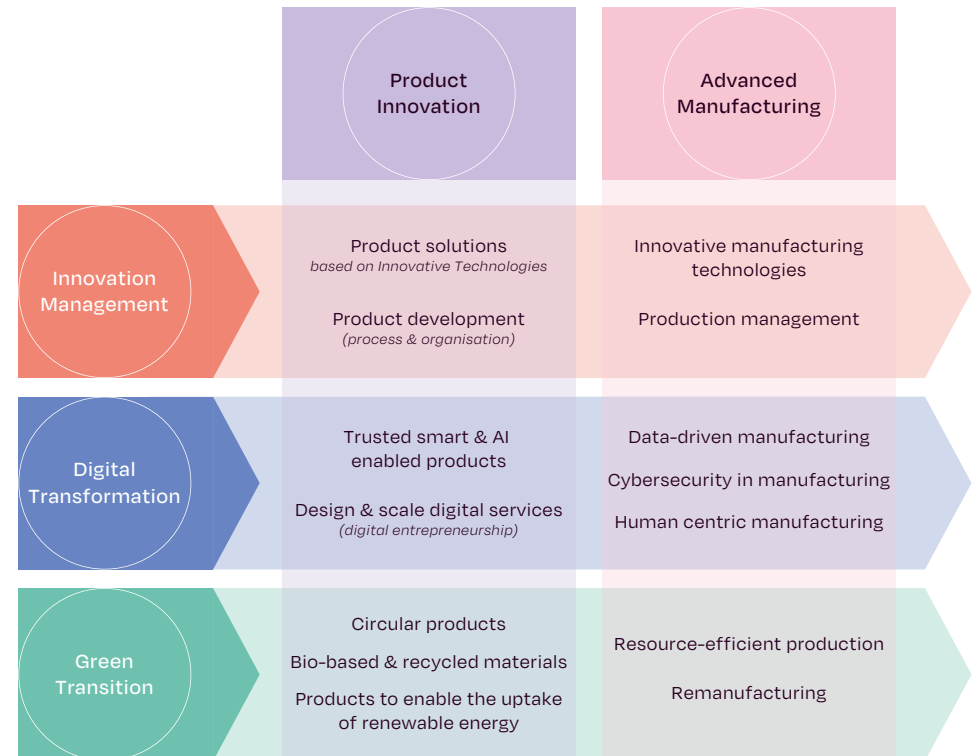 Product
Innovation
Advanced
Manufacturing
Innovation
Management
Product solutions
based on Innovative Technologies
Product development
(process & organisation)
Innovative manufacturing
technologies
Production management
Digital
Transformation
Trusted smart & AI
enabled products
Design & scale digital services
(digital entrepreneurship)
Data-driven manufacturing
Cybersecurity in manufacturing
Human centric manufacturing
Green
Transition
Circular products
Bio-based & recycled materials
Products to enable the uptake
of renewable energy
Resource-efficient production
Remanufacturing